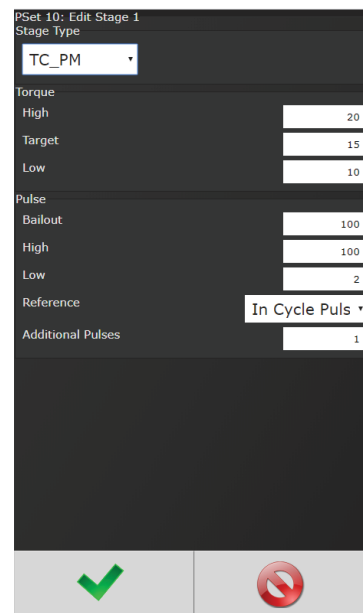 PSet 10: Edit Stage 1
Stage Type
TC_PM
Torque
High 20
Target 15
Low 10
Pulse
Bailout 100
High 100
Low 2
Reference In Cycle Puls
Additional Pulses 1